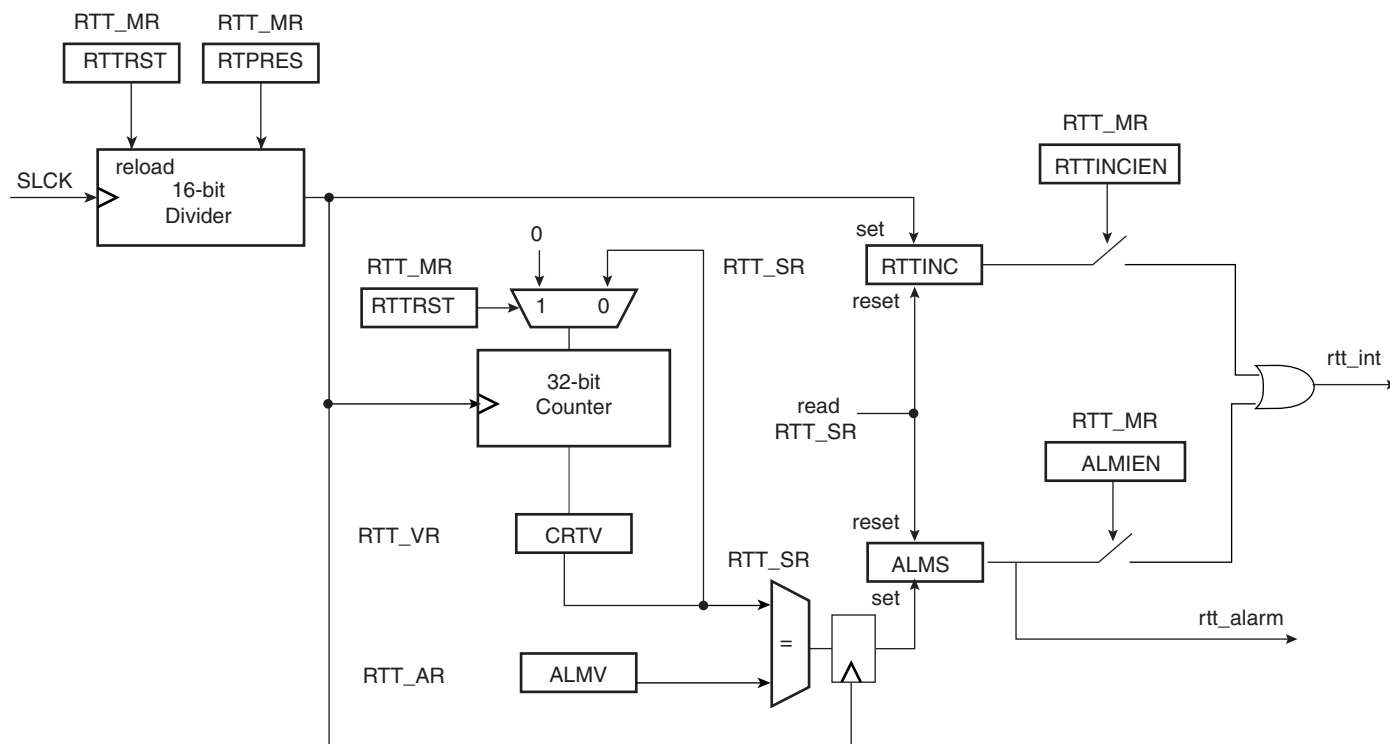 RTT_MR
RTTRST
RTT_MR
RTPRES
SLCK
reload
16-bit
Divider
RTT_MR
RTTINCIEN
0
RTT_MR
RTTRST
1 0
RTT_SR
set
RTTINC
reset
32-bit
Counter
read
RTT_SR
rtt_int
RTT_MR
ALMIEN
RTT_VR
CRTV
RTT_SR
reset
ALMS
set
rtt_alarm
=
RTT_AR
ALMV